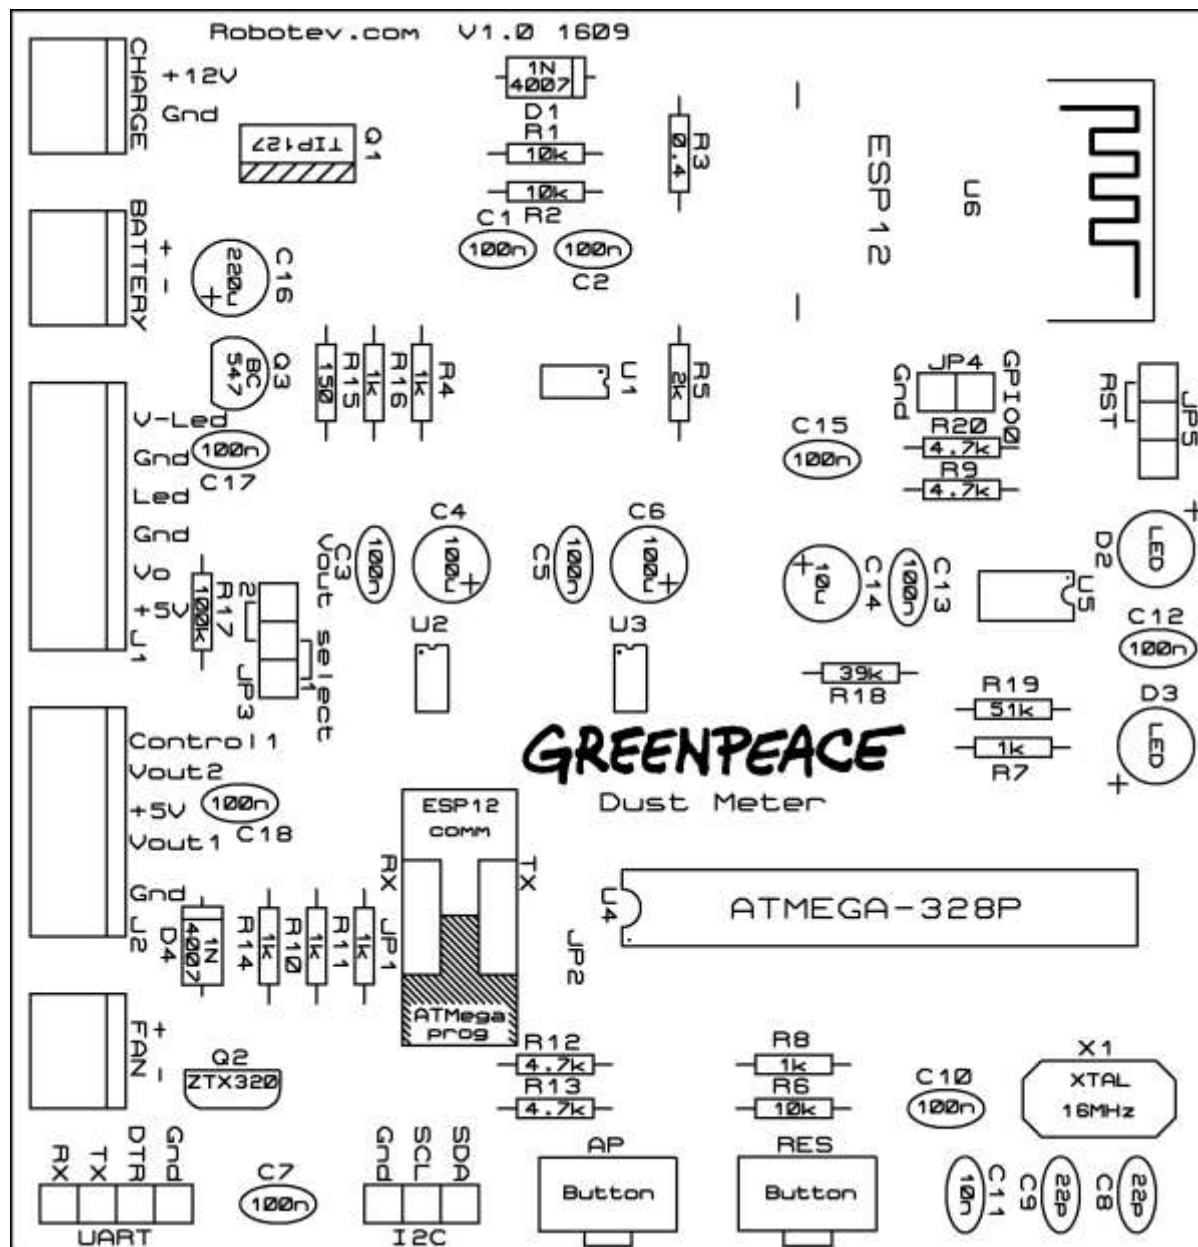 Robotev.com V1.0 1609
CHARGE
+12V
Gnd
TIP127
Q1
1N
4007
D1
R1
10k
10k
R2
R3
0.4
C1
100n
100n
C2
ESP12
U6
BATTERY
+
-
220u
+
C16
BC
547
Q3
150
R15
1k
R16
1k
R4
U1
2k
R5
JP4
Gnd
GPIO0
JP5
RST
C15
100n
R20
4.7k
R9
4.7k
V-Led
Gnd
Led
Gnd
Vo
+5V
J1
100n
C17
100k
R17
2
1
JP3
Vout select
C3
100n
C4
100u
+
C5
100n
C6
100u
+
U2
U3
+
10u
C14
100n
C13
U5
D2
LED
+
C12
100n
39k
R18
R19
51k
1k
R7
D3
LED
+
GREENPEACE
Dust Meter
Control1
Vout2
+5V
Vout1
Gnd
J2
100n
C18
D4
1N
4007
R14
1k
R10
1k
R11
1k
JP1
ESP12
comm
RX
TX
ATMega
prog
JP2
U4
ATMEGA-328P
FAN
+
-
Q2
ZTX320
R12
4.7k
R13
4.7k
R8
1k
R6
10k
C10
100n
X1
XTAL
16MHz
RX
TX
DTR
Gnd
UART
C7
100n
Gnd
SCL
SDA
I2C
AP
Button
RES
Button
10n
C11
C9
22p
C8
22p